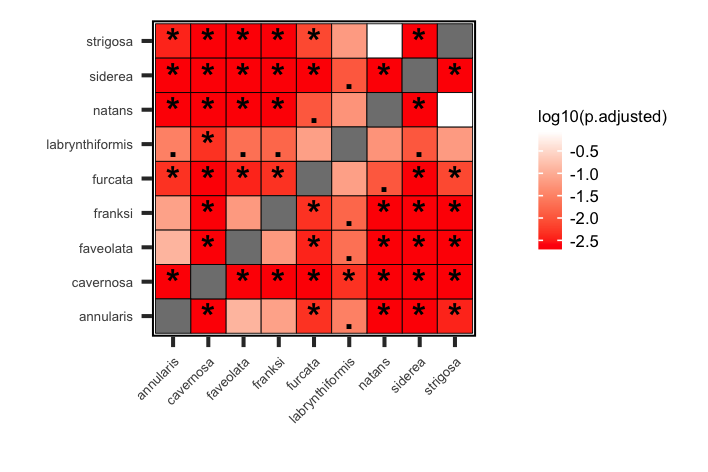 strigosa * * * * * *
siderea * * * * * . * *
natans * * * * . *
log10(p.adjusted)
labrynthiformis . * . . .
-0.5
furcata * * * * . * *
-1.0
franksi * * . * * *
-1.5
faveolata * * . * * *
-2.0
cavernosa * * * * * * * *
-2.5
annularis * * . * * *
annularis cavernosa faveolata franksi furcata labrynthiformis natans siderea strigosa